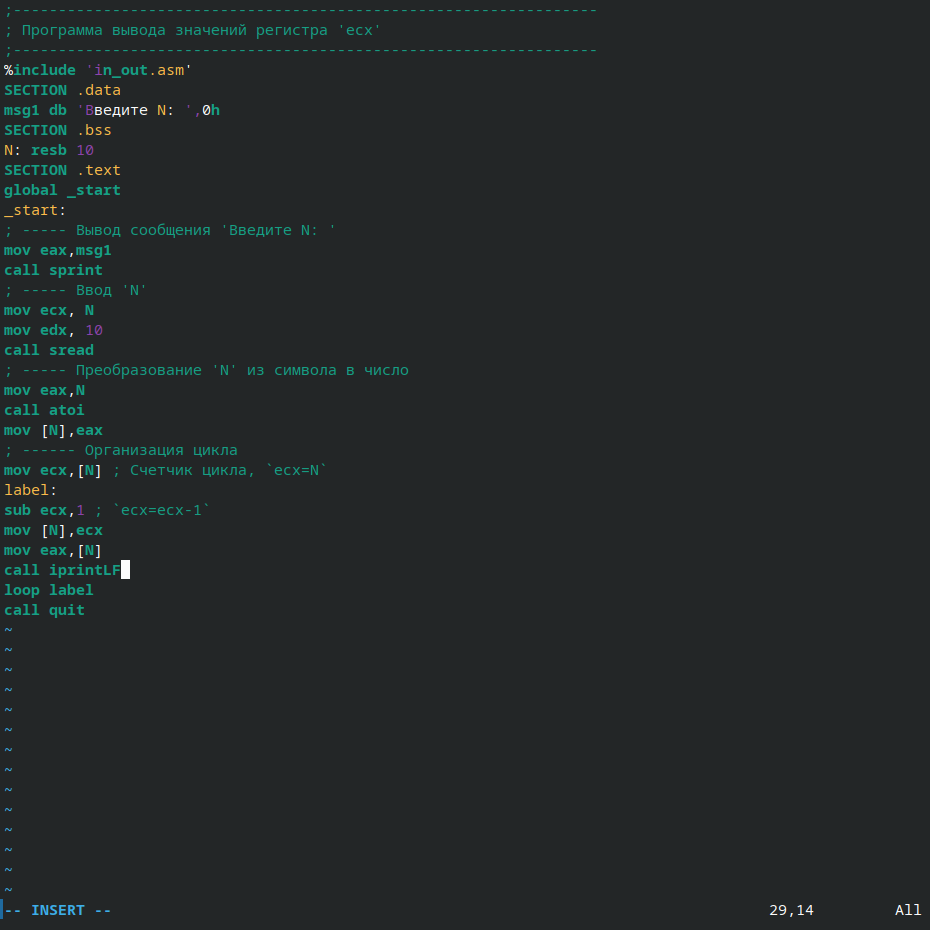 ;-----------------------------------------------------------------
; Программа вывода значений регистра 'ecx'
;-----------------------------------------------------------------
%include 'in_out.asm'
SECTION .data
msg1 db 'Введите N: ',0h
SECTION .bss
N: resb 10
SECTION .text
global _start
_start:
; ----- Вывод сообщения 'Введите N: '
mov eax,msg1
call sprint
; ----- Ввод 'N'
mov ecx, N
mov edx, 10
call sread
; ----- Преобразование 'N' из символа в число
mov eax,N
call atoi
mov [N],eax
; ------ Организация цикла
mov ecx,[N] ; Счетчик цикла, `ecx=N`
label:
sub ecx,1 ; `ecx=ecx-1`
mov [N],ecx
mov eax,[N]
call iprintLF
loop label
call quit
~
~
~
~
~
~
~
~
~
~
~
~
~
~
-- INSERT -- 29,14 All